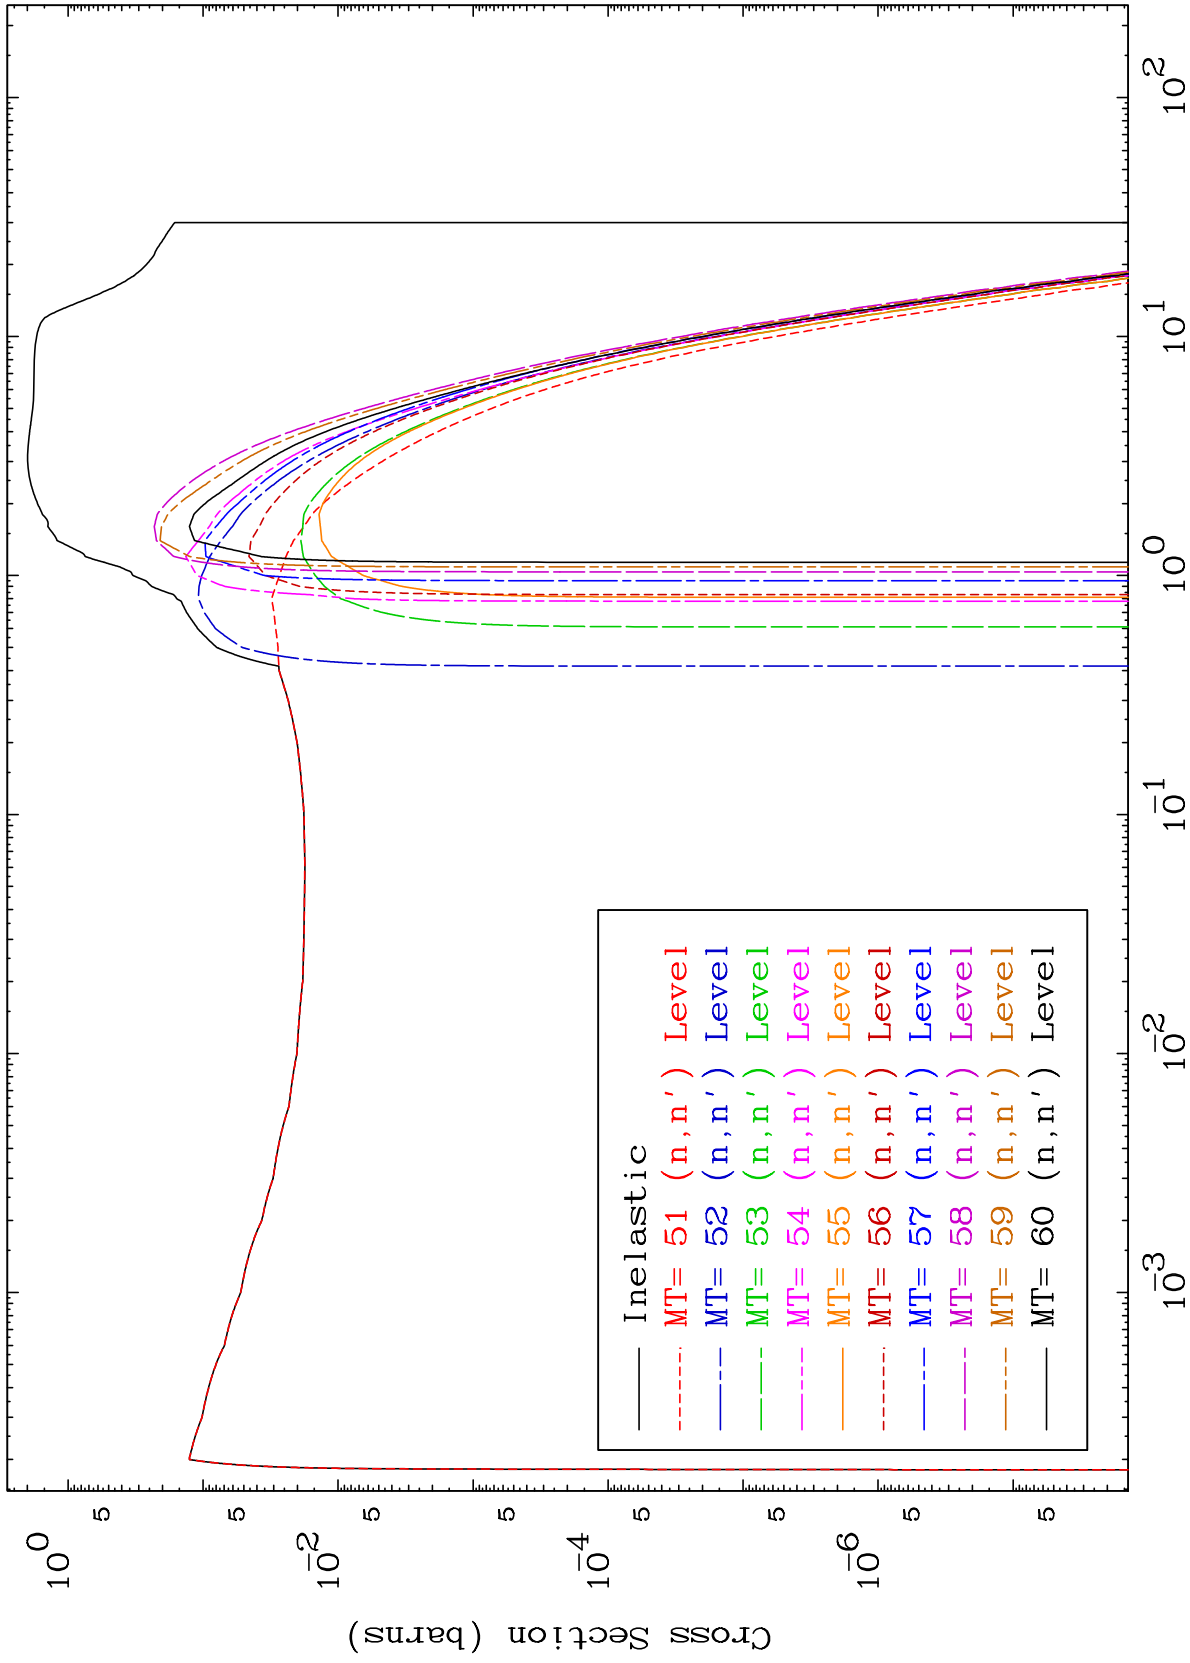 Cross Section (barns)
10^0
5
5
10^-2
5
5
10^-4
5
5
10^-6
5
5
Inelastic
MT= 51 (n,n') Level
MT= 52 (n,n') Level
MT= 53 (n,n') Level
MT= 54 (n,n') Level
MT= 55 (n,n') Level
MT= 56 (n,n') Level
MT= 57 (n,n') Level
MT= 58 (n,n') Level
MT= 59 (n,n') Level
MT= 60 (n,n') Level
10^-3
10^-2
10^-1
10^0
10^1
10^2